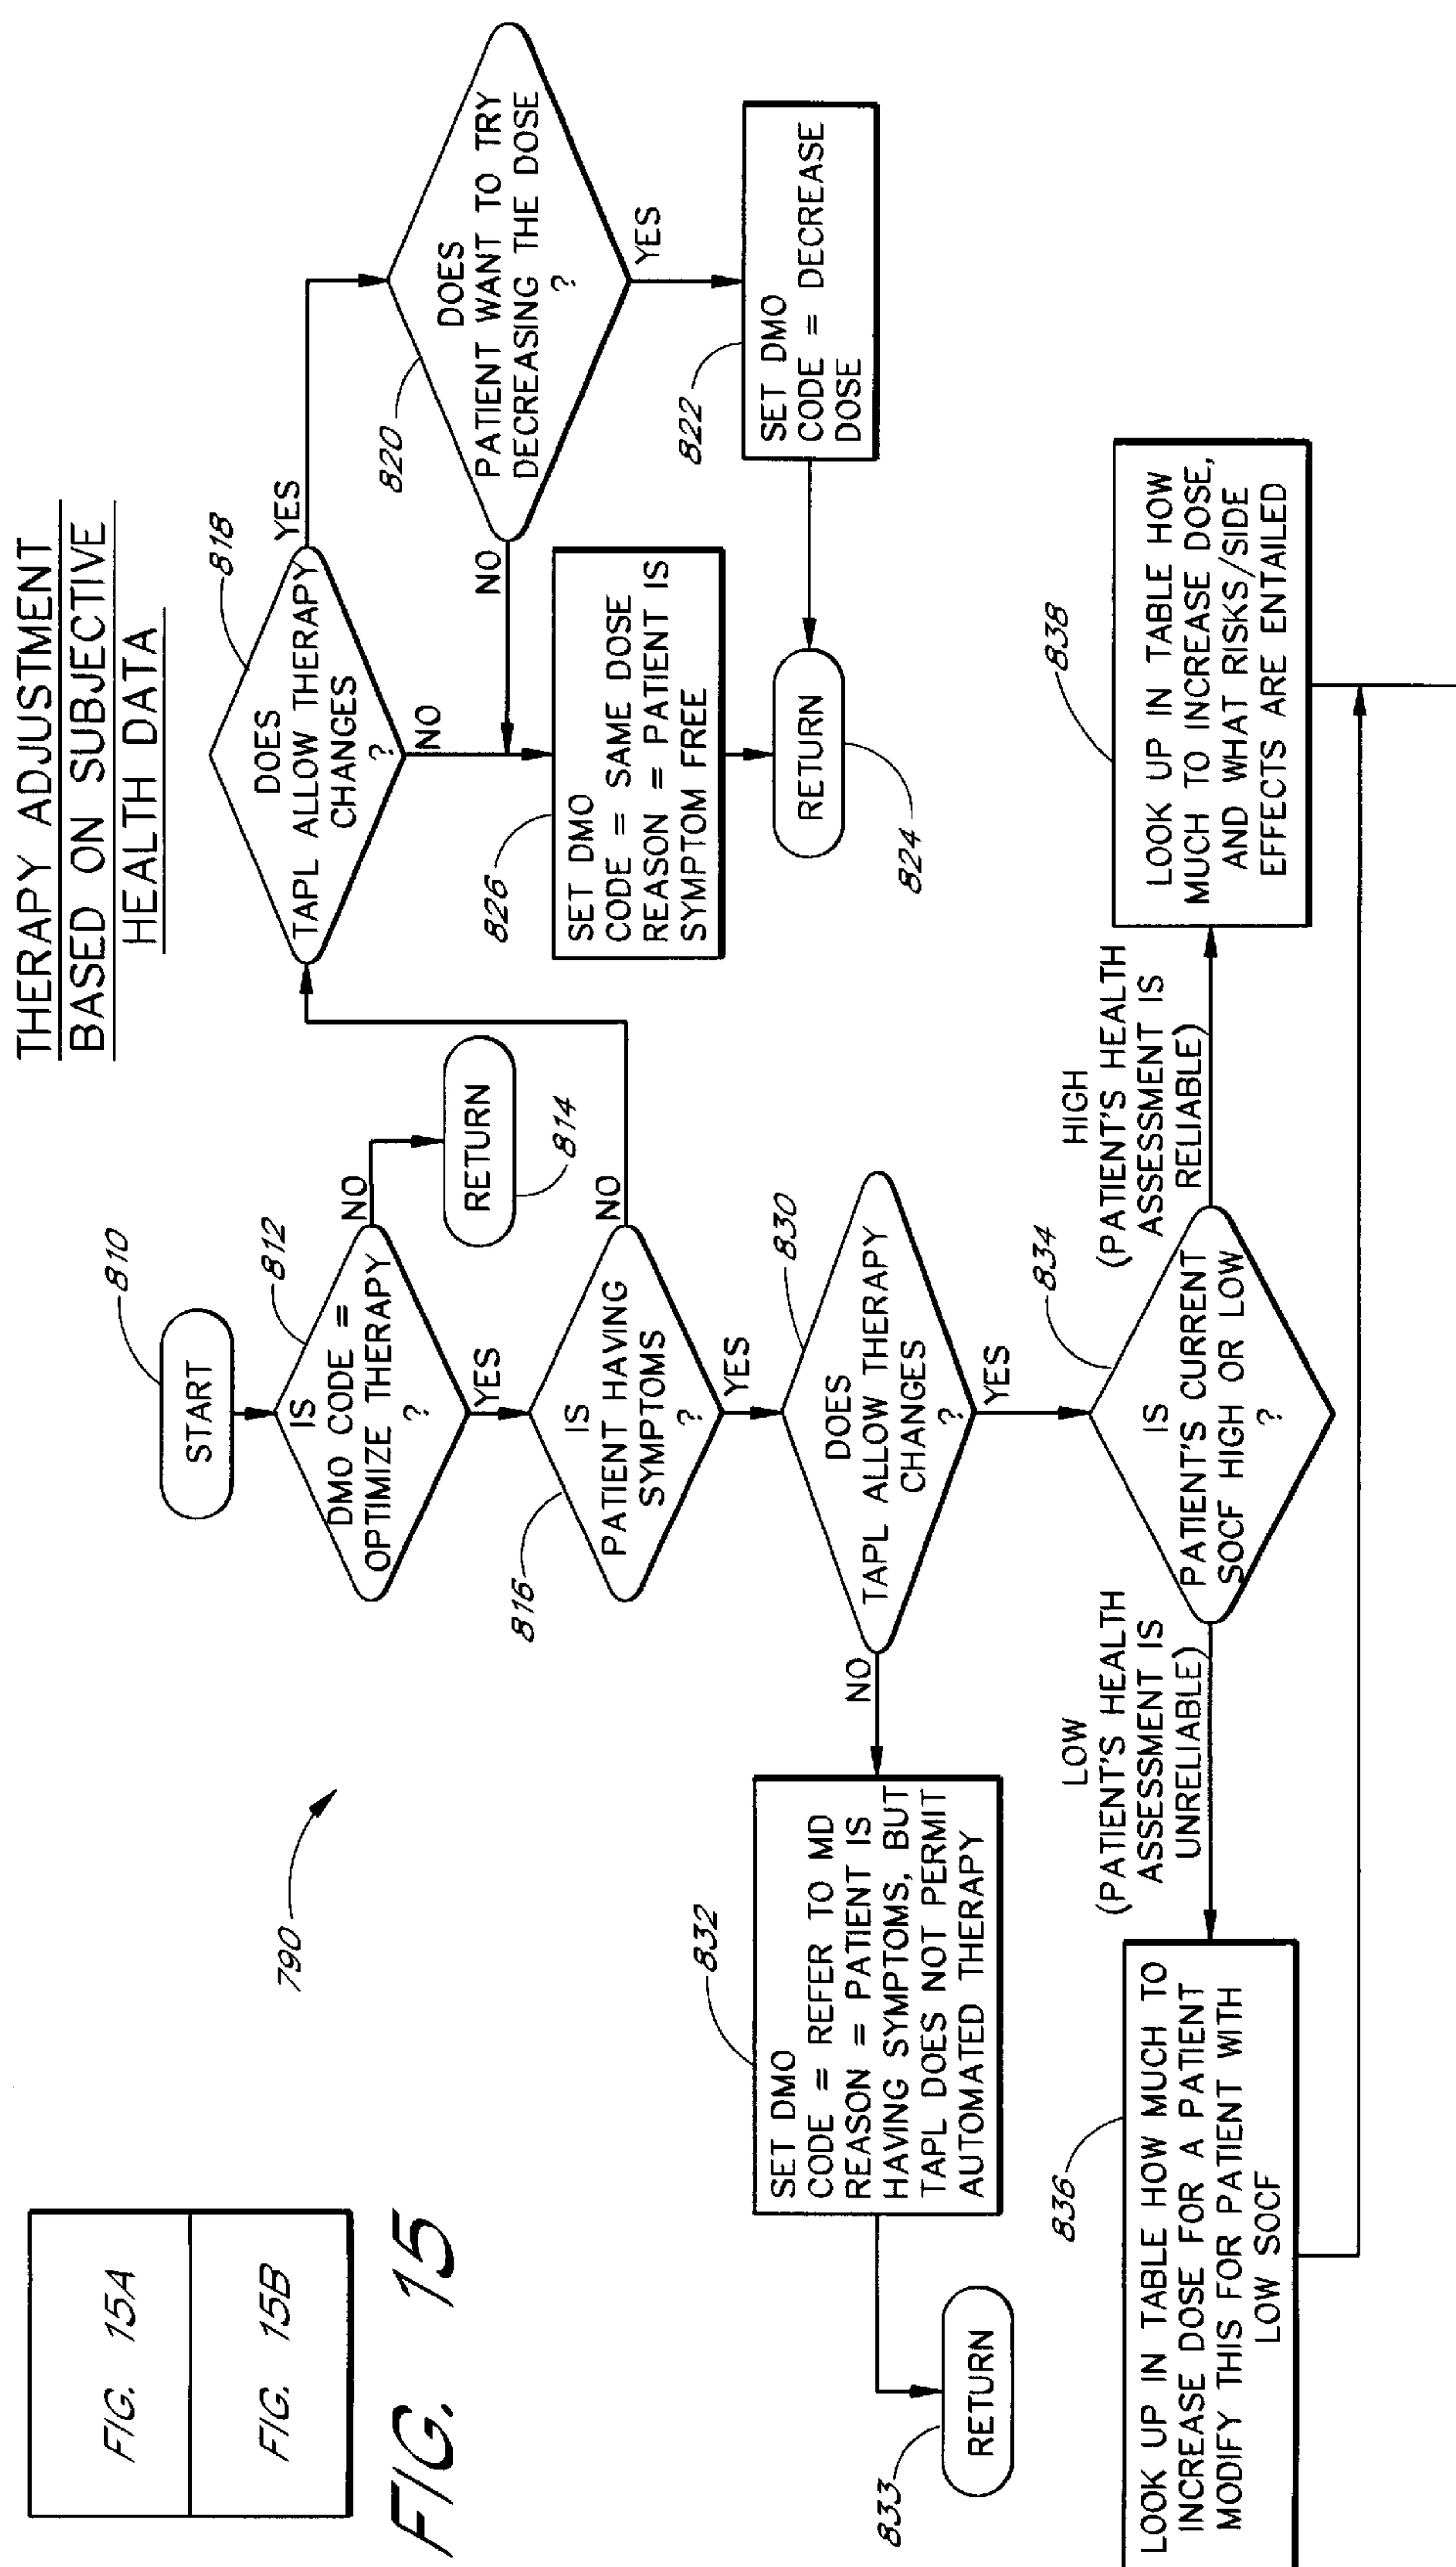 FIG. 15A
FIG. 15B
FIG. 15
790
THERAPY ADJUSTMENT
BASED ON SUBJECTIVE
HEALTH DATA
810
START
812
IS
DMO CODE =
OPTIMIZE THERAPY
?
NO
RETURN
814
YES
816
IS
PATIENT HAVING
SYMPTOMS
?
NO
YES
818
DOES
TAPL ALLOW THERAPY
CHANGES
?
YES
NO
820
DOES
PATIENT WANT TO TRY
DECREASING THE DOSE
?
NO
YES
822
SET DMO
CODE = DECREASE
DOSE
826
SET DMO
CODE = SAME DOSE
REASON = PATIENT IS
SYMPTOM FREE
RETURN
824
830
DOES
TAPL ALLOW THERAPY
CHANGES
?
NO
YES
832
SET DMO
CODE = REFER TO MD
REASON = PATIENT IS
HAVING SYMPTOMS, BUT
TAPL DOES NOT PERMIT
AUTOMATED THERAPY
833
RETURN
834
IS
PATIENT'S CURRENT
SOCF HIGH OR LOW
?
LOW
(PATIENT'S HEALTH
ASSESSMENT IS
UNRELIABLE)
HIGH
(PATIENT'S HEALTH
ASSESSMENT IS
RELIABLE)
836
LOOK UP IN TABLE HOW MUCH TO
INCREASE DOSE FOR A PATIENT
MODIFY THIS FOR PATIENT WITH
LOW SOCF
838
LOOK UP IN TABLE HOW
MUCH TO INCREASE DOSE,
AND WHAT RISKS/SIDE
EFFECTS ARE ENTAILED